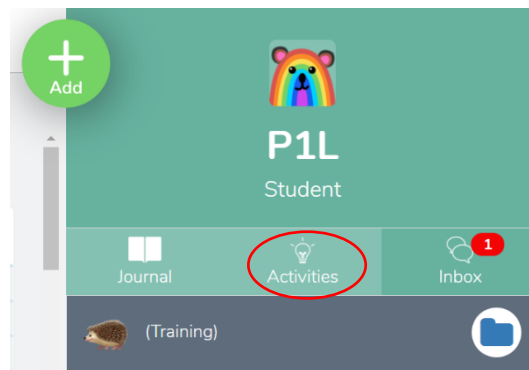 Add
P1L
Student
Journal
Activities
1
Inbox
(Training)